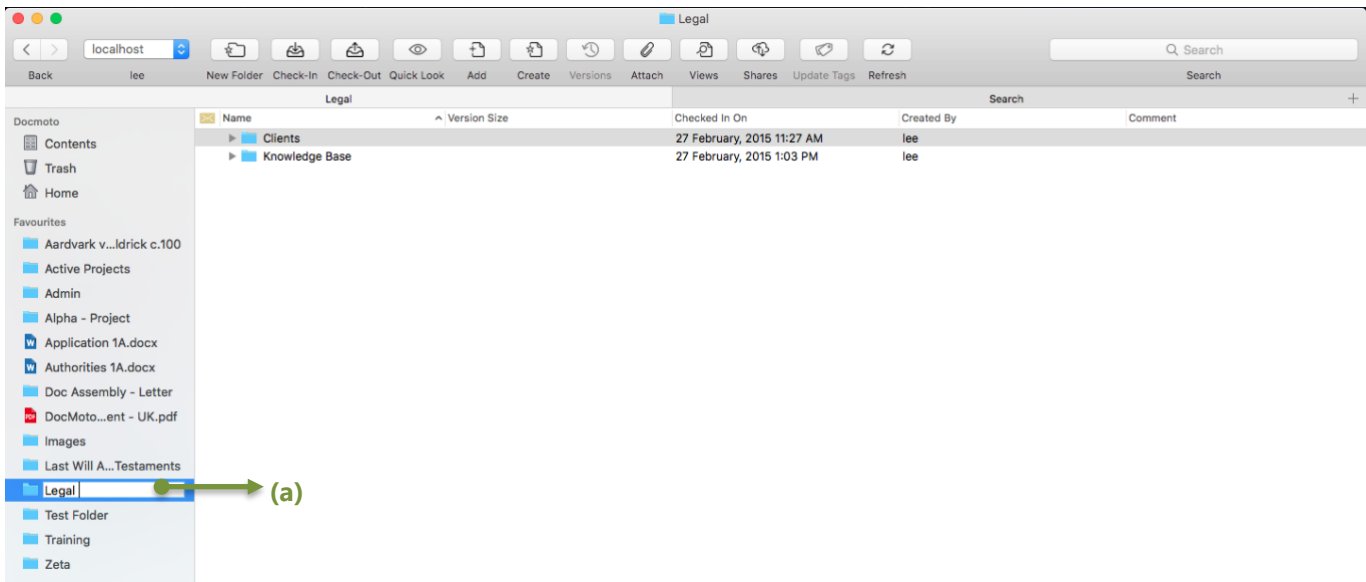 Legal
localhost
Search
Back lee New Folder Check-In Check-Out Quick Look Add Create Versions Attach Views Shares Update Tags Refresh Search
Legal Search
Docmoto Name Version Size Checked In On Created By Comment
Contents Clients 27 February, 2015 11:27 AM lee
Knowledge Base 27 February, 2015 1:03 PM lee
Trash
Home
Favourites
Aardvark v...ldrick c.100
Active Projects
Admin
Alpha - Project
Application 1A.docx
Authorities 1A.docx
Doc Assembly - Letter
PDF DocMoto...ent - UK.pdf
Images
Last Will A...Testaments
Legal (a)
Test Folder
Training
Zeta